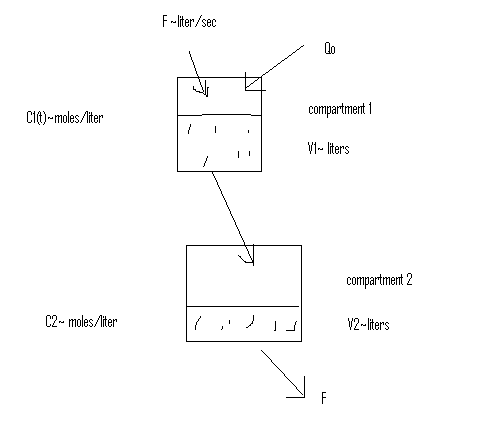 F ~liter/sec
Qo
C1(t)~moles/liter
compartment 1
V1~ liters
compartment 2
C2~ moles/liter
V2~liters
F